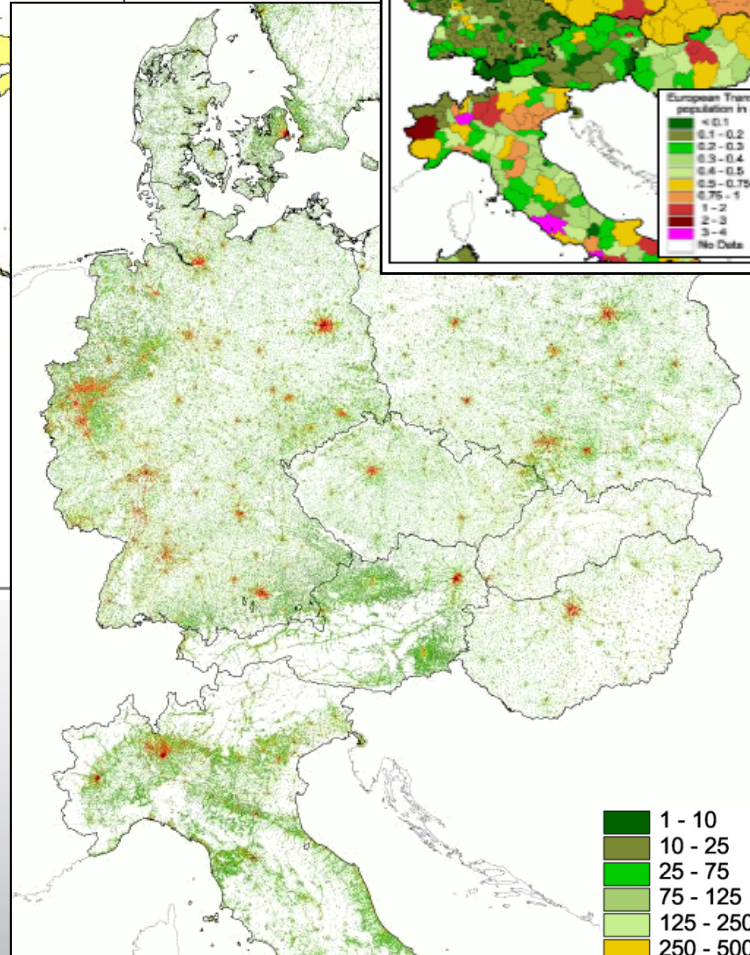 European Tran
population in
< 0.1
0.1 - 0.2
0.2 - 0.3
0.3 - 0.4
0.4 - 0.5
0.5 - 0.75
0.75 - 1
1 - 2
2 - 3
3 - 4
No Data
1 - 10
10 - 25
25 - 75
75 - 125
125 - 250
250 - 500